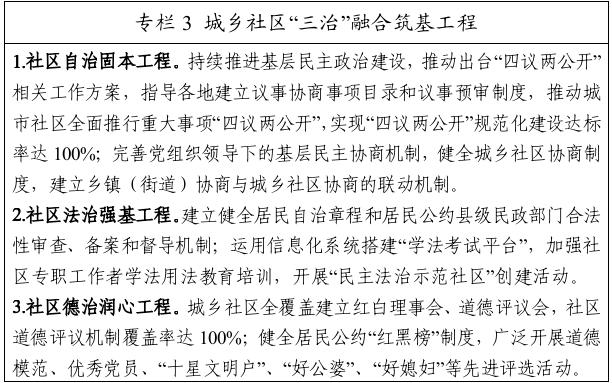 专栏 3 城乡社区“三治”融合筑基工程
1.社区自治固本工程。持续推进基层民主政治建设，推动出台“四议两公开”
相关工作方案，指导各地建立议事协商事项目录和议事预审制度，推动城
市社区全面推行重大事项“四议两公开”，实现“四议两公开”规范化建设达标
率达 100%；完善党组织领导下的基层民主协商机制，健全城乡社区协商制
度，建立乡镇（街道）协商与城乡社区协商的联动机制。
2.社区法治强基工程。建立健全居民自治章程和居民公约县级民政部门合法
性审查、备案和督导机制；运用信息化系统搭建“学法考试平台”，加强社
区专职工作者学法用法教育培训，开展“民主法治示范社区”创建活动。
3.社区德治润心工程。城乡社区全覆盖建立红白理事会、道德评议会，社区
道德评议机制覆盖率达 100%；健全居民公约“红黑榜”制度，广泛开展道德
模范、优秀党员、“十星文明户”、“好公婆”、“好媳妇”等先进评选活动。